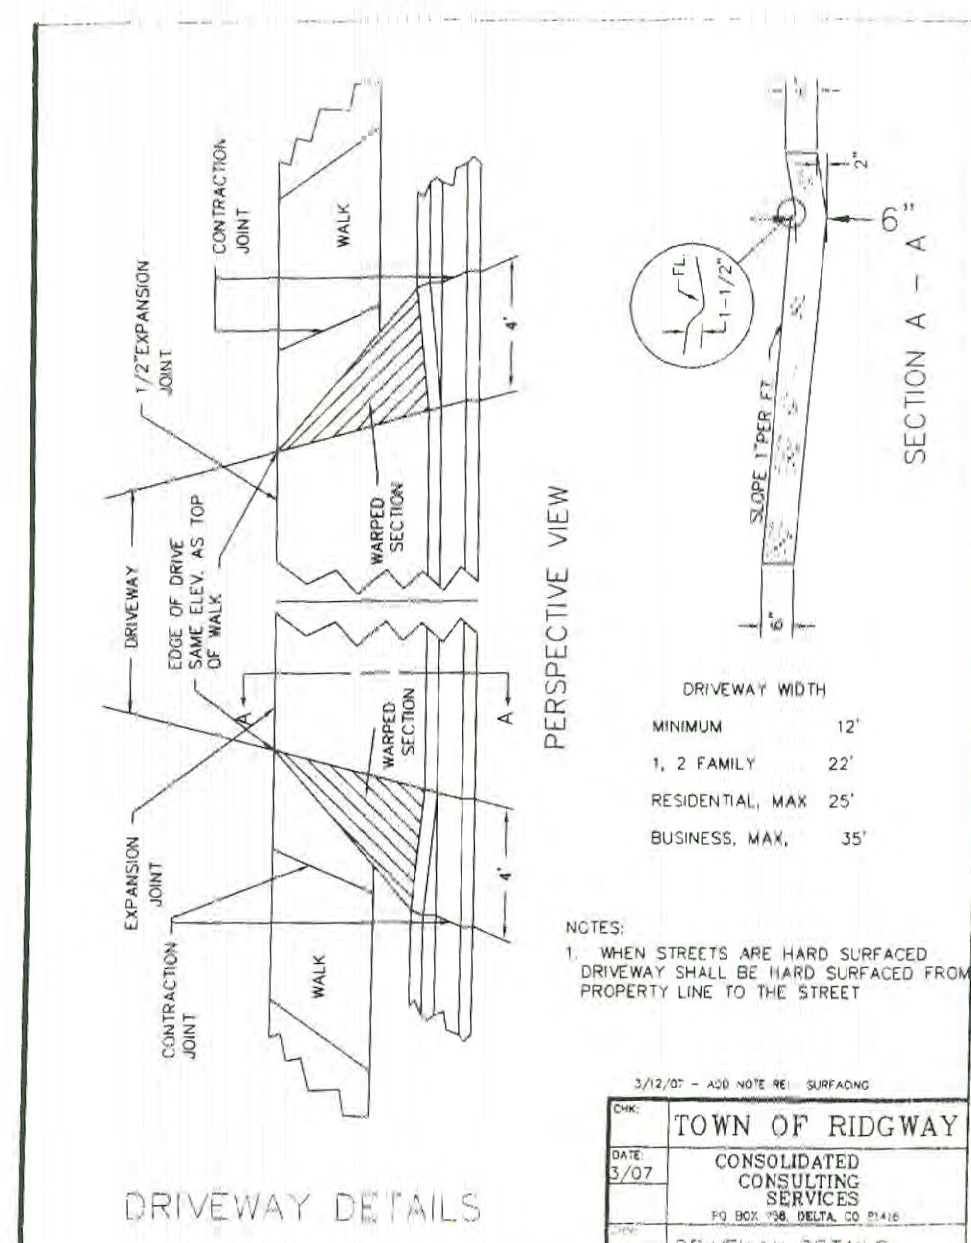 CONTRACTION
JOINT
WALK
1/2" EXPANSION
JOINT
4'
DRIVEWAY
EDGE OF DRIVE
SAME ELEV. AS TOP
OF WALK
WARPED
SECTION
A
A
WARPED
SECTION
4'
EXPANSION
JOINT
CONTRACTION
JOINT
WALK
PERSPECTIVE VIEW
2"
6"
FL.
1-1/2"
SLOPE 1" PER FT
6"
SECTION A - A
DRIVEWAY WIDTH
MINIMUM 12'
1, 2 FAMILY 22'
RESIDENTIAL, MAX 25'
BUSINESS, MAX, 35'
NOTES:
1. WHEN STREETS ARE HARD SURFACED
DRIVEWAY SHALL BE HARD SURFACED FROM
PROPERTY LINE TO THE STREET
3/12/07 - ADD NOTE RE: SURFACING
CHK:
TOWN OF RIDGWAY
DATE:
3/07
CONSOLIDATED
CONSULTING
SERVICES
PO BOX DELTA, CO 81416
DRIVEWAY DETAILS
DRIVEWAY DETAILS